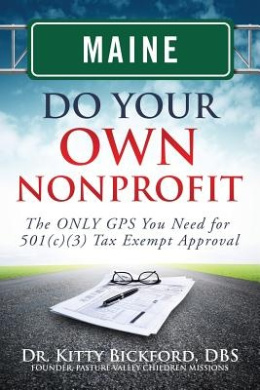 MAINE
DO YOUR
OWN
NONPROFIT
The ONLY GPS You Need for
501(c)(3) Tax Exempt Approval
DR. KITTY BICKFORD, DBS
FOUNDER, PASTURE VALLEY CHILDREN MISSIONS